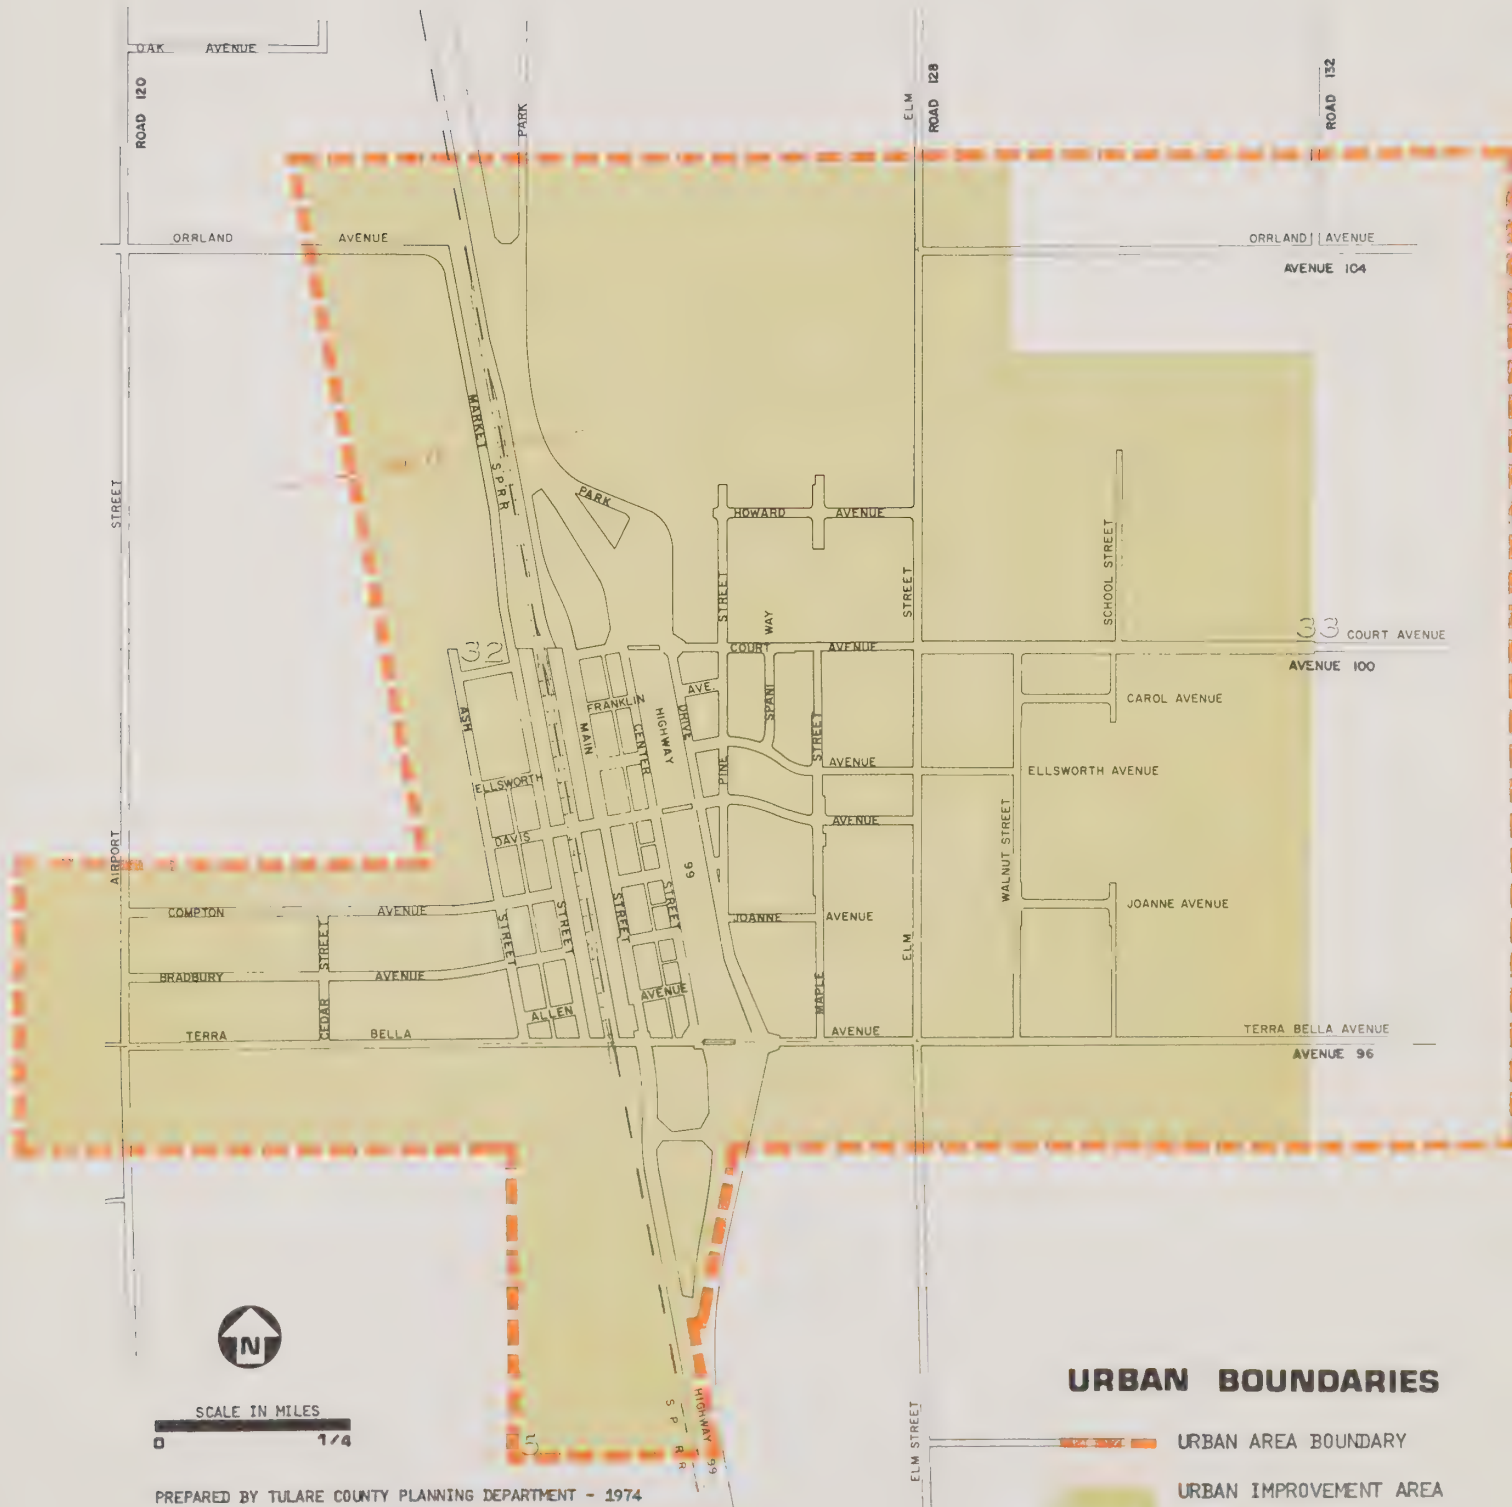 OAK AVENUE
ROAD 120
PARK
ELM
ROAD 128
ROAD 132
ORRLAND AVENUE
ORRLAND AVENUE
AVENUE 104
MARKET
S P R R
STREET
PARK
HOWARD AVENUE
STREET
STREET
SCHOOL STREET
WAY
32
COURT AVENUE
33 COURT AVENUE
AVENUE 100
AVE.
FRANKLIN
SPANI
CAROL AVENUE
ASH
MAIN
CENTER
HIGHWAY
DRIVE
STREET
PINE
AVENUE
ELLSWORTH AVENUE
ELLSWORTH
WALNUT STREET
AVENUE
DAVIS
AIRPORT
99
COMPTON AVENUE
STREET
STREET
STREET
STREET
STREET
JOANNE AVENUE
JOANNE AVENUE
ELM
BRADBURY AVENUE
CEDAR
AVENUE
MAPLE
ALLEN
TERRA BELLA
AVENUE
TERRA BELLA AVENUE
AVENUE 96
N
SCALE IN MILES
0 1/4
5
S P R R
HIGHWAY 99
ELM STREET
URBAN BOUNDARIES
URBAN AREA BOUNDARY
URBAN IMPROVEMENT AREA
PREPARED BY TULARE COUNTY PLANNING DEPARTMENT - 1974